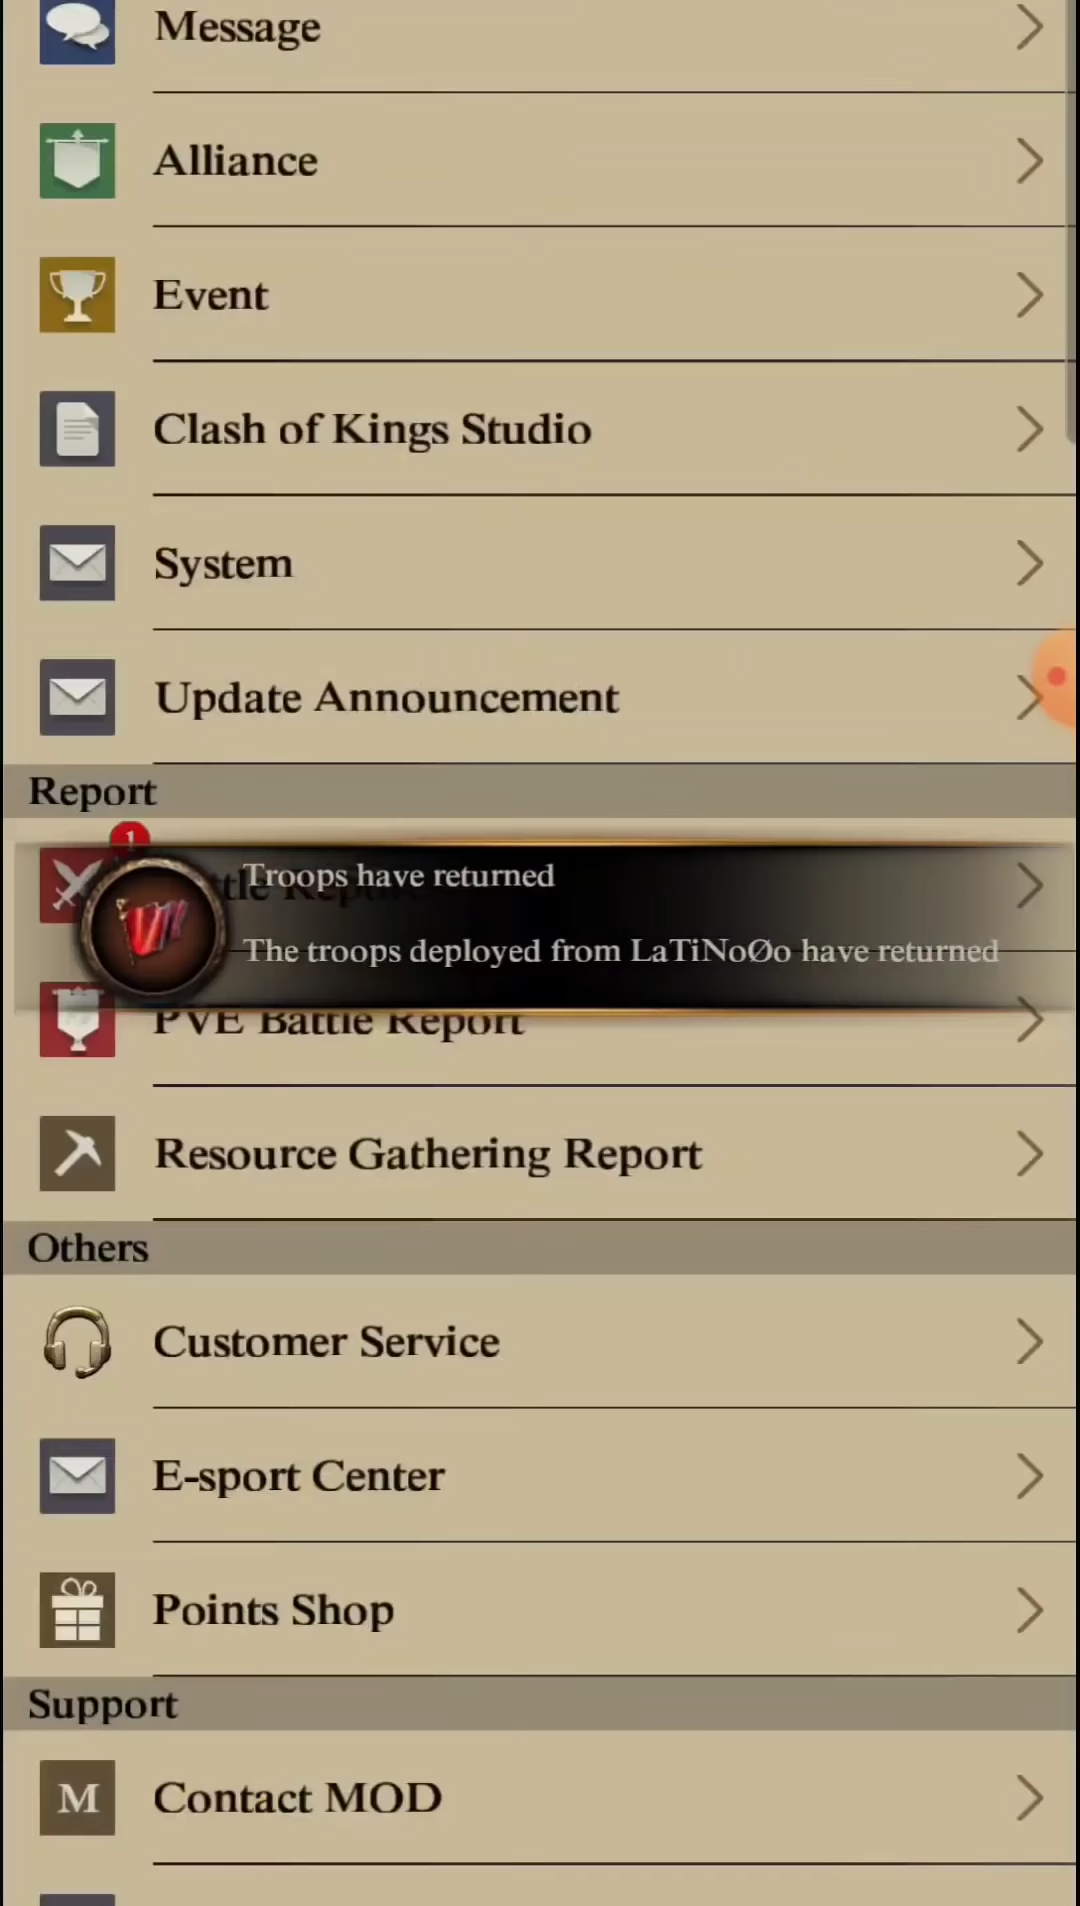 Message
Alliance
Event
Clash of Kings Studio
System
Update Announcement
Report
1
Troops have returned
The troops deployed from LaTiNoØo have returned
PVE Battle Report
Resource Gathering Report
Others
Customer Service
E-sport Center
Points Shop
Support
M Contact MOD